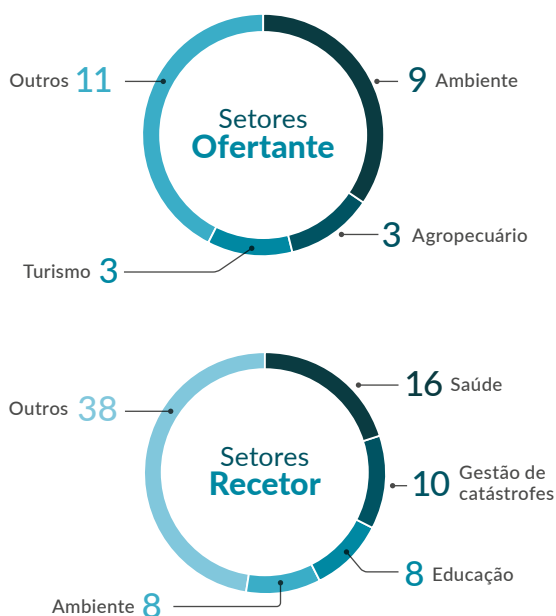 Setores
Ofertante
9 Ambiente
3 Agropecuário
Turismo 3
Outros 11
Setores
Recetor
16 Saúde
10 Gestão de
catástrofes
8 Educação
Ambiente 8
Outros 38